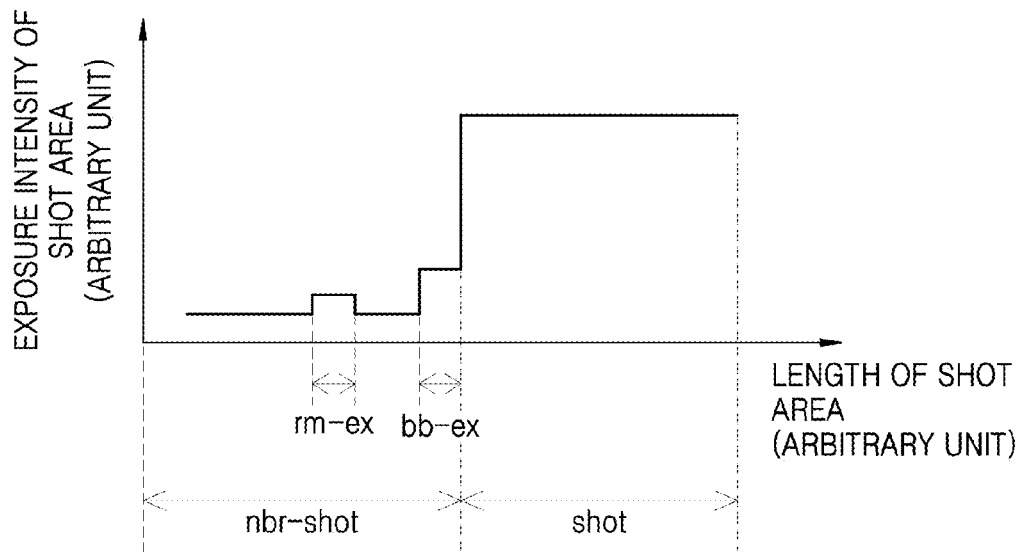 EXPOSURE INTENSITY OF
SHOT AREA
(ARBITRARY UNIT)
LENGTH OF SHOT
AREA
(ARBITRARY UNIT)
rm-ex
bb-ex
nbr-shot
shot